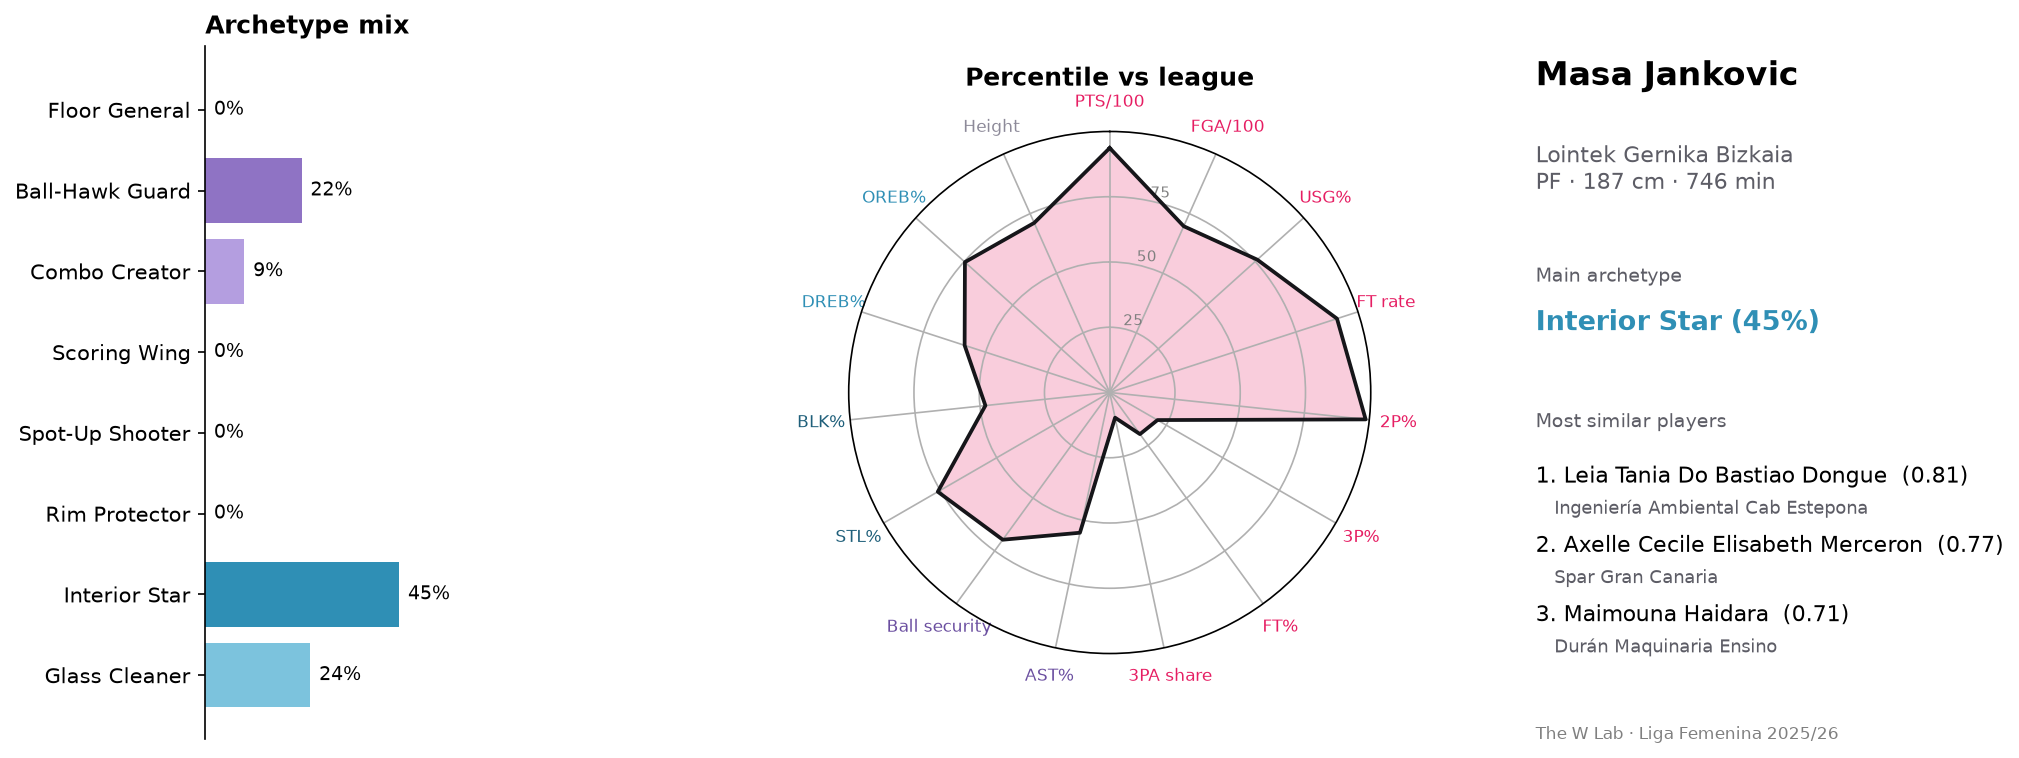 Archetype mix
Floor General
0%
Ball-Hawk Guard
22%
Combo Creator
9%
Scoring Wing
0%
Spot-Up Shooter
0%
Rim Protector
0%
Interior Star
45%
Glass Cleaner
24%
Percentile vs league
PTS/100
FGA/100
USG%
FT rate
2P%
3P%
FT%
3PA share
AST%
Ball security
STL%
BLK%
DREB%
OREB%
Height
75
50
25
Masa Jankovic
Lointek Gernika Bizkaia
PF · 187 cm · 746 min
Main archetype
Interior Star (45%)
Most similar players
1. Leia Tania Do Bastiao Dongue (0.81)
Ingeniería Ambiental Cab Estepona
2. Axelle Cecile Elisabeth Merceron (0.77)
Spar Gran Canaria
3. Maimouna Haidara (0.71)
Durán Maquinaria Ensino
The W Lab · Liga Femenina 2025/26